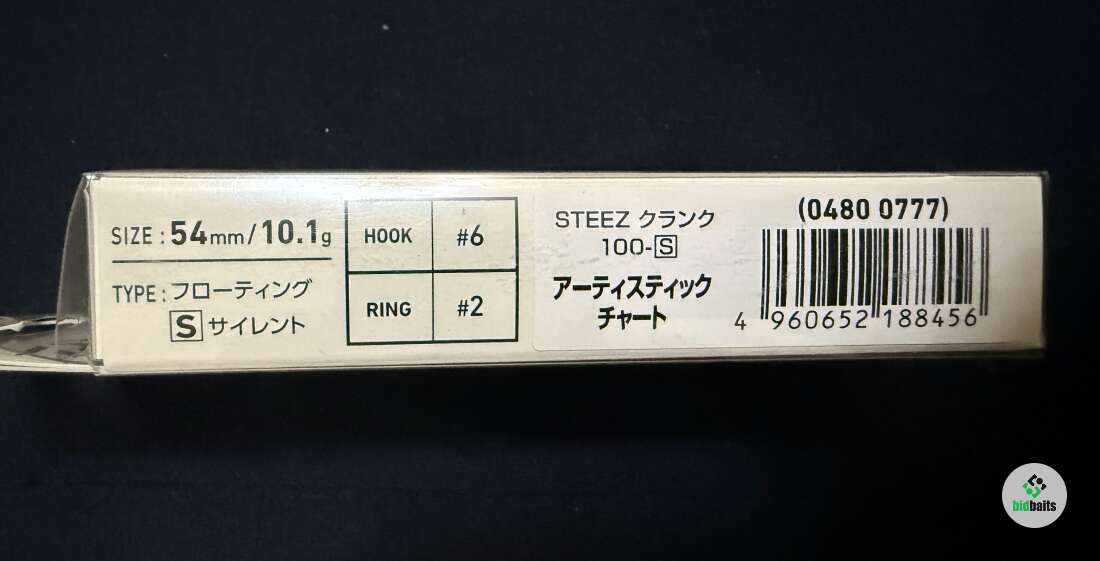 SIZE : 54mm/10.1g
TYPE : フローティング
S サイレント
HOOK #6
RING #2
STEEZ クランク
100-S
アーティスティック
チャート
(0480 0777)
4 960652 188456
bidbaits